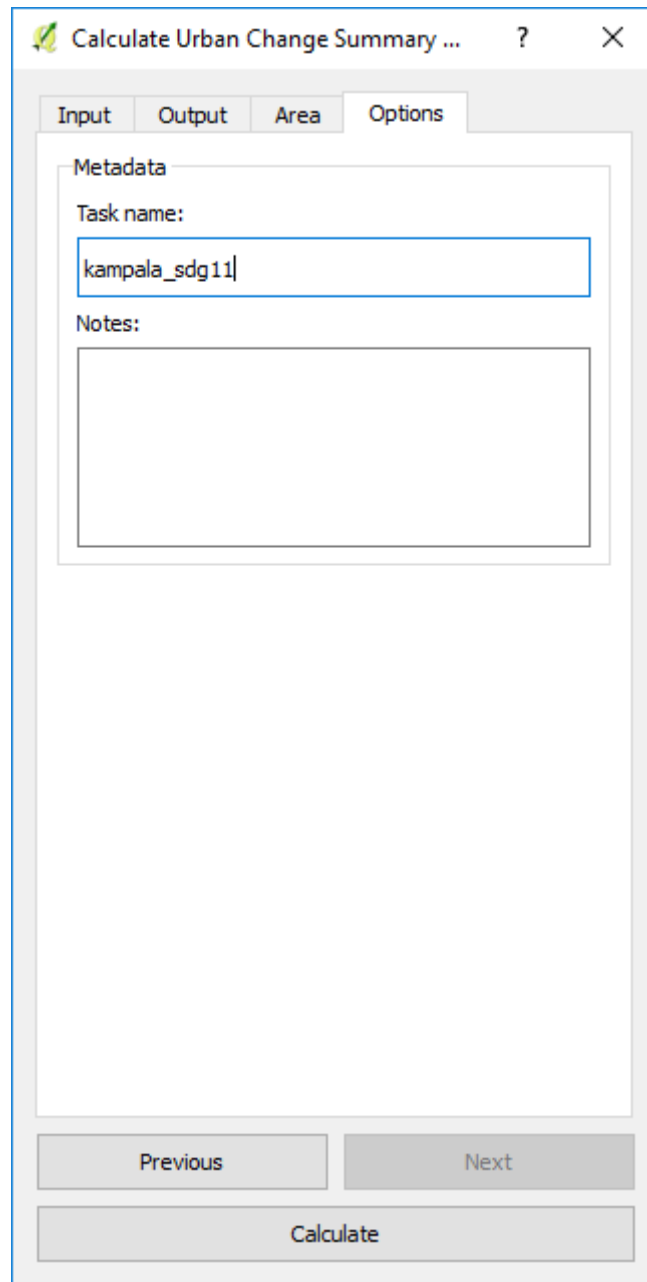 Calculate Urban Change Summary ... ? X
Input Output Area Options
Metadata
Task name:
kampala_sdg11
Notes:
Previous Next
Calculate